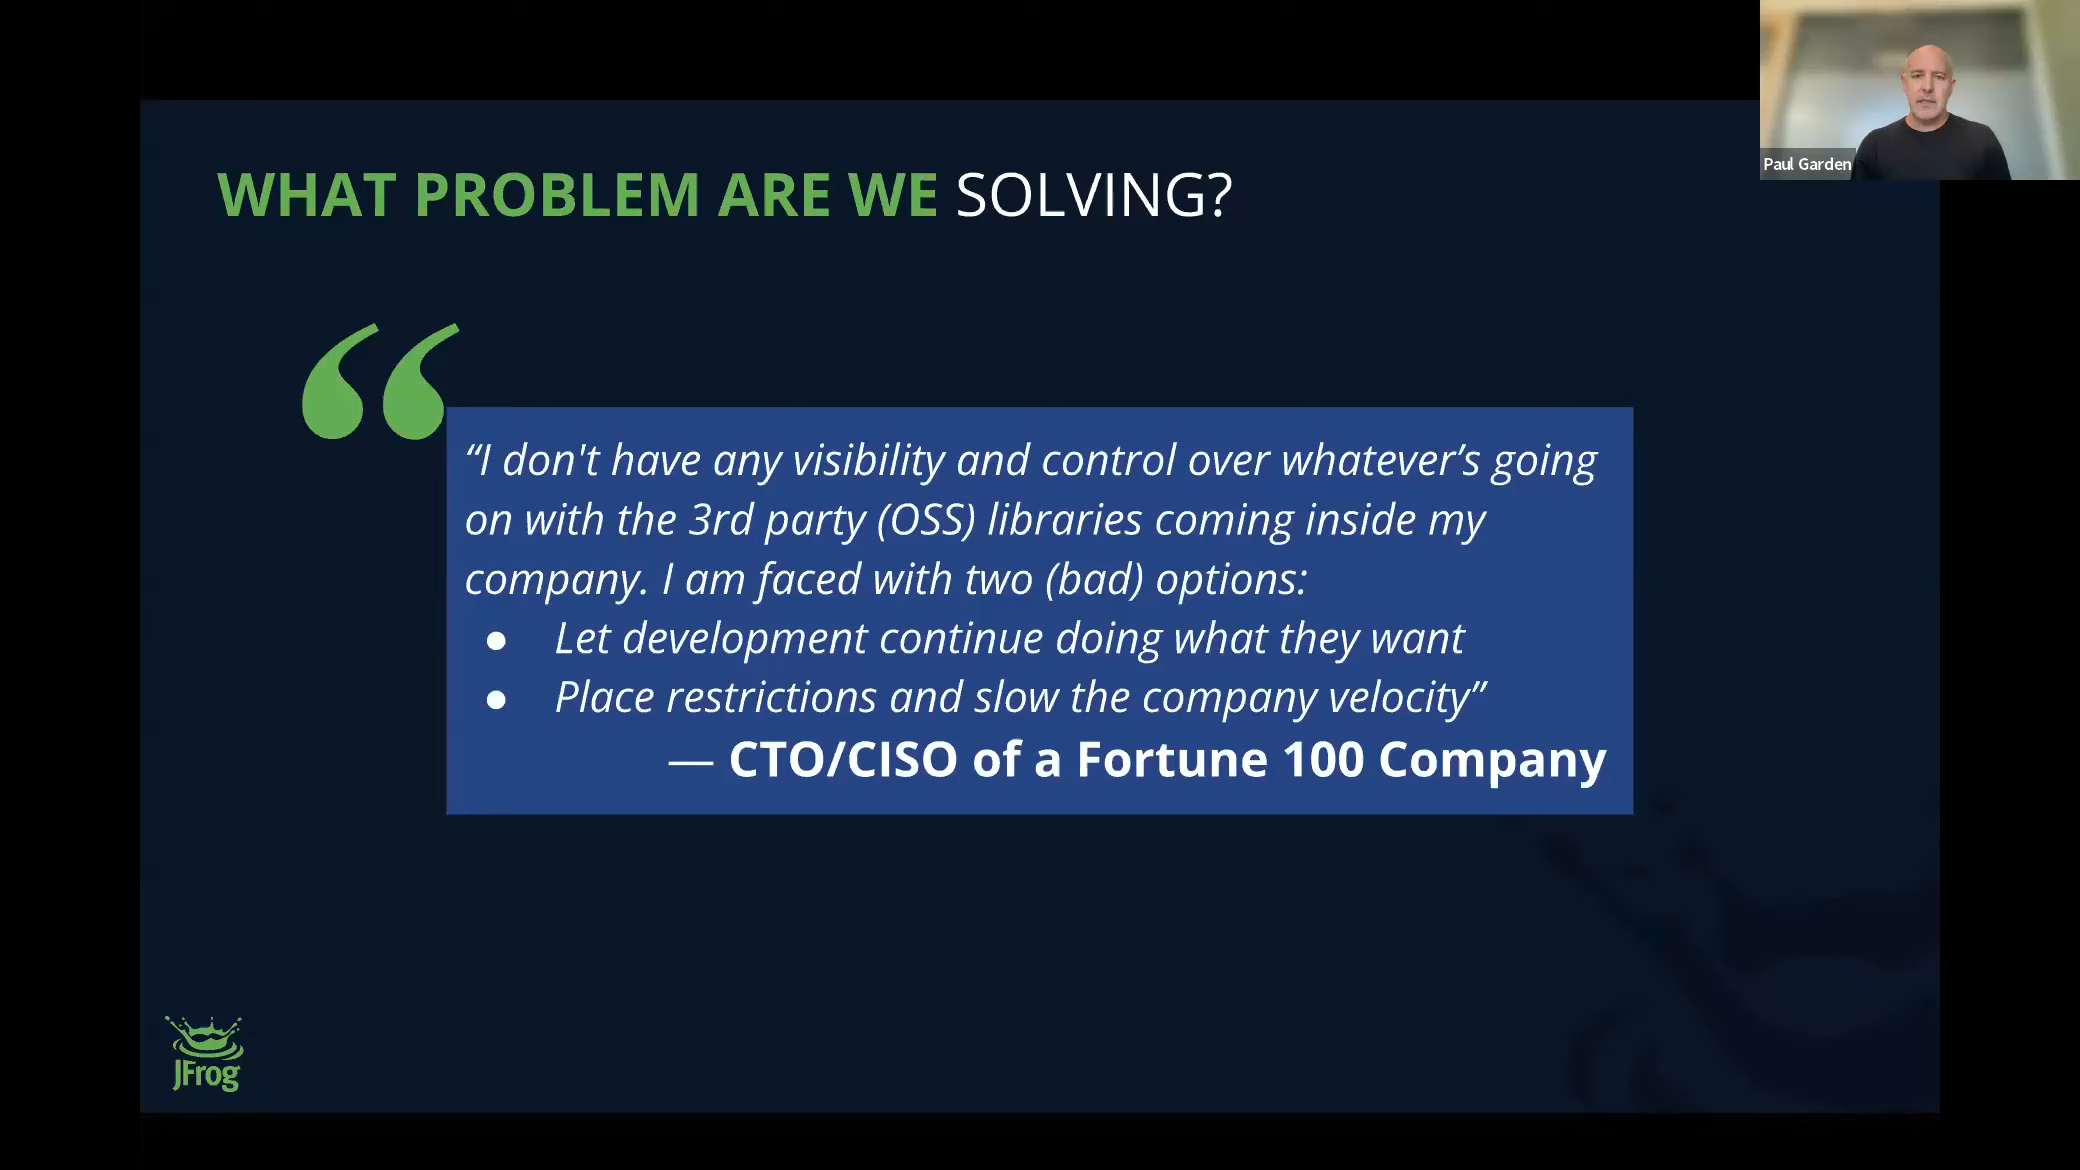 Paul Garden
WHAT PROBLEM ARE WE SOLVING?
“
“I don't have any visibility and control over whatever’s going
on with the 3rd party (OSS) libraries coming inside my
company. I am faced with two (bad) options:
● Let development continue doing what they want
● Place restrictions and slow the company velocity”
— CTO/CISO of a Fortune 100 Company
JFrog